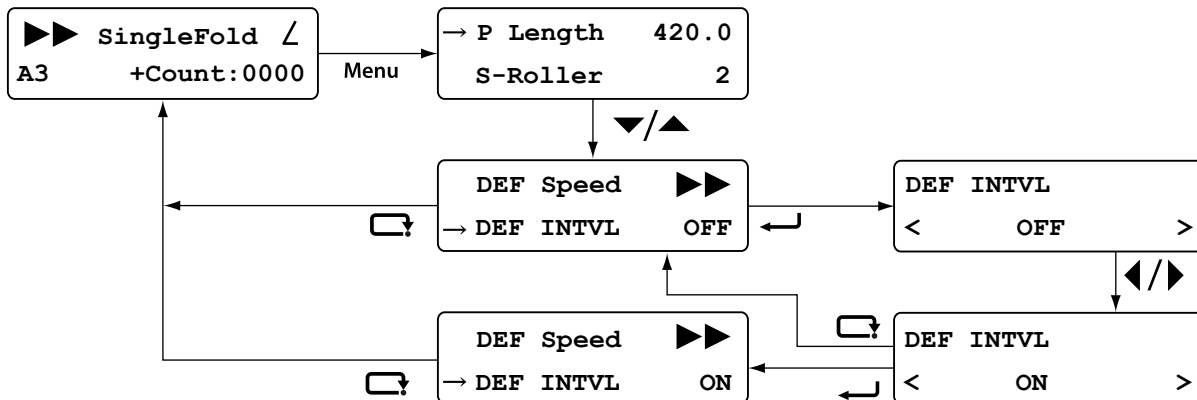 ▶▶ SingleFold ∠
A3 +Count:0000
Menu
→ P Length 420.0
S-Roller 2
▼/▲
DEF Speed ▶▶
→ DEF INTVL OFF
DEF INTVL
< OFF >
◀/▶
DEF Speed ▶▶
→ DEF INTVL ON
DEF INTVL
< ON >